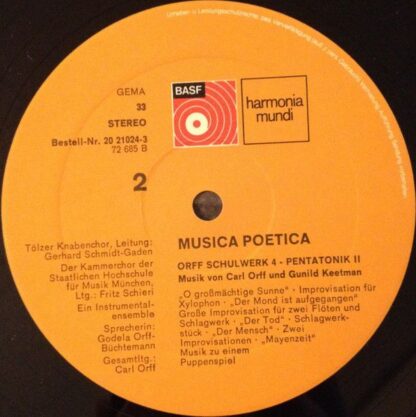 Urheber- u. Leistungsschutzrechte
GEMA
33
STEREO
Bestell-Nr. 20 21024-3
72 685 B
BASF
harmonia
mundi
2
Tölzer Knabenchor, Leitung:
Gerhard Schmidt-Gaden
Der Kammerchor der
Staatlichen Hochschule
für Musik München,
Ltg.: Fritz Schieri
Ein Instrumental-
ensemble
Sprecherin:
Godela Orff-
Büchtemann
Gesamtltg.:
Carl Orff
MUSICA POETICA
ORFF SCHULWERK 4 - PENTATONIK II
Musik von Carl Orff und Gunild Keetman
„O großmächtige Sunne" · Improvisation für
Xylophon · „Der Mond ist aufgegangen"
Große Improvisation für zwei Flöten und
Schlagwerk · „Der Tod" · Schlagwerk-
stück · „Der Mensch" · Zwei
Improvisationen · „Mayenzeit"
Musik zu einem
Puppenspiel